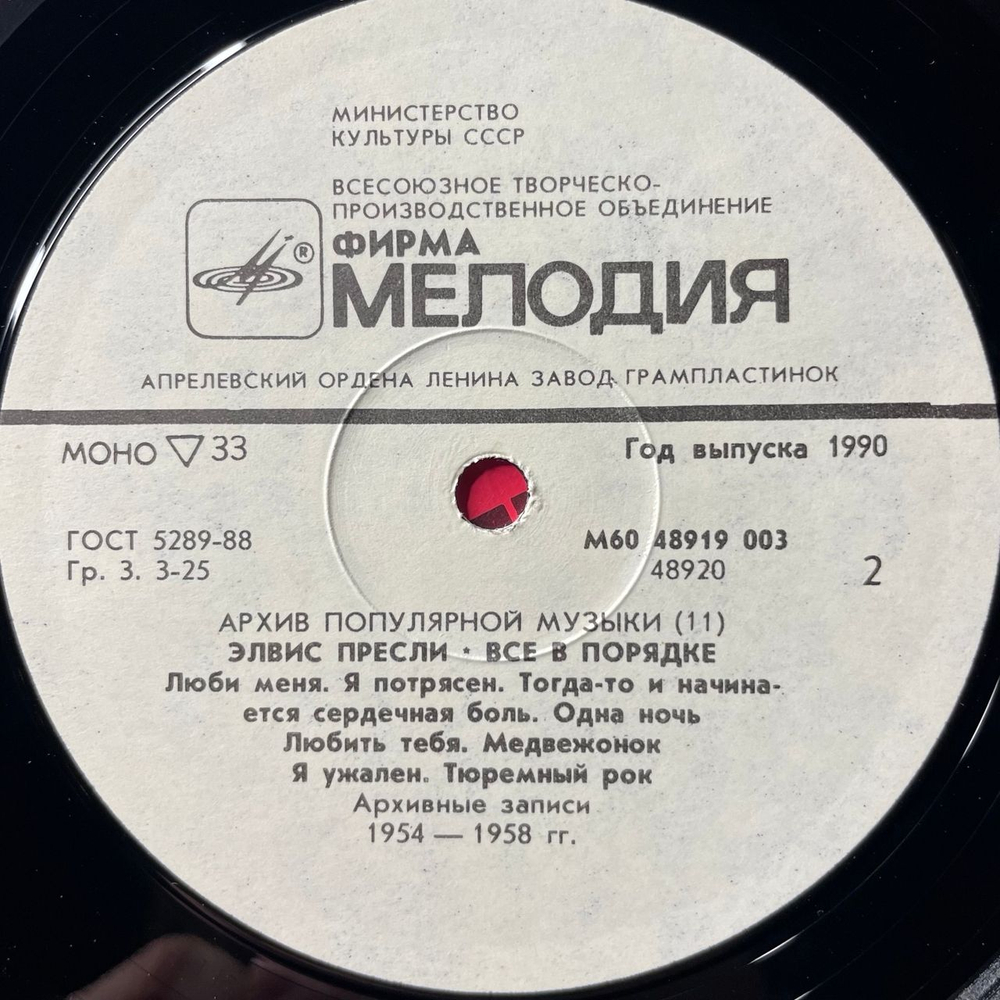 МИНИСТЕРСТВО
КУЛЬТУРЫ СССР
ВСЕСОЮЗНОЕ ТВОРЧЕСКО-
ПРОИЗВОДСТВЕННОЕ ОБЪЕДИНЕНИЕ
®
ФИРМА
МЕЛОДИЯ
АПРЕЛЕВСКИЙ ОРДЕНА ЛЕНИНА ЗАВОД ГРАМПЛАСТИНОК
МОНО ▽ 33
Год выпуска 1990
ГОСТ 5289-88
Гр. 3. 3-25
М60 48919 003
48920
2
АРХИВ ПОПУЛЯРНОЙ МУЗЫКИ (11)
ЭЛВИС ПРЕСЛИ * ВСЕ В ПОРЯДКЕ
Люби меня. Я потрясен. Тогда-то и начина-
ется сердечная боль. Одна ночь
Любить тебя. Медвежонок
Я ужален. Тюремный рок
Архивные записи
1954 — 1958 гг.